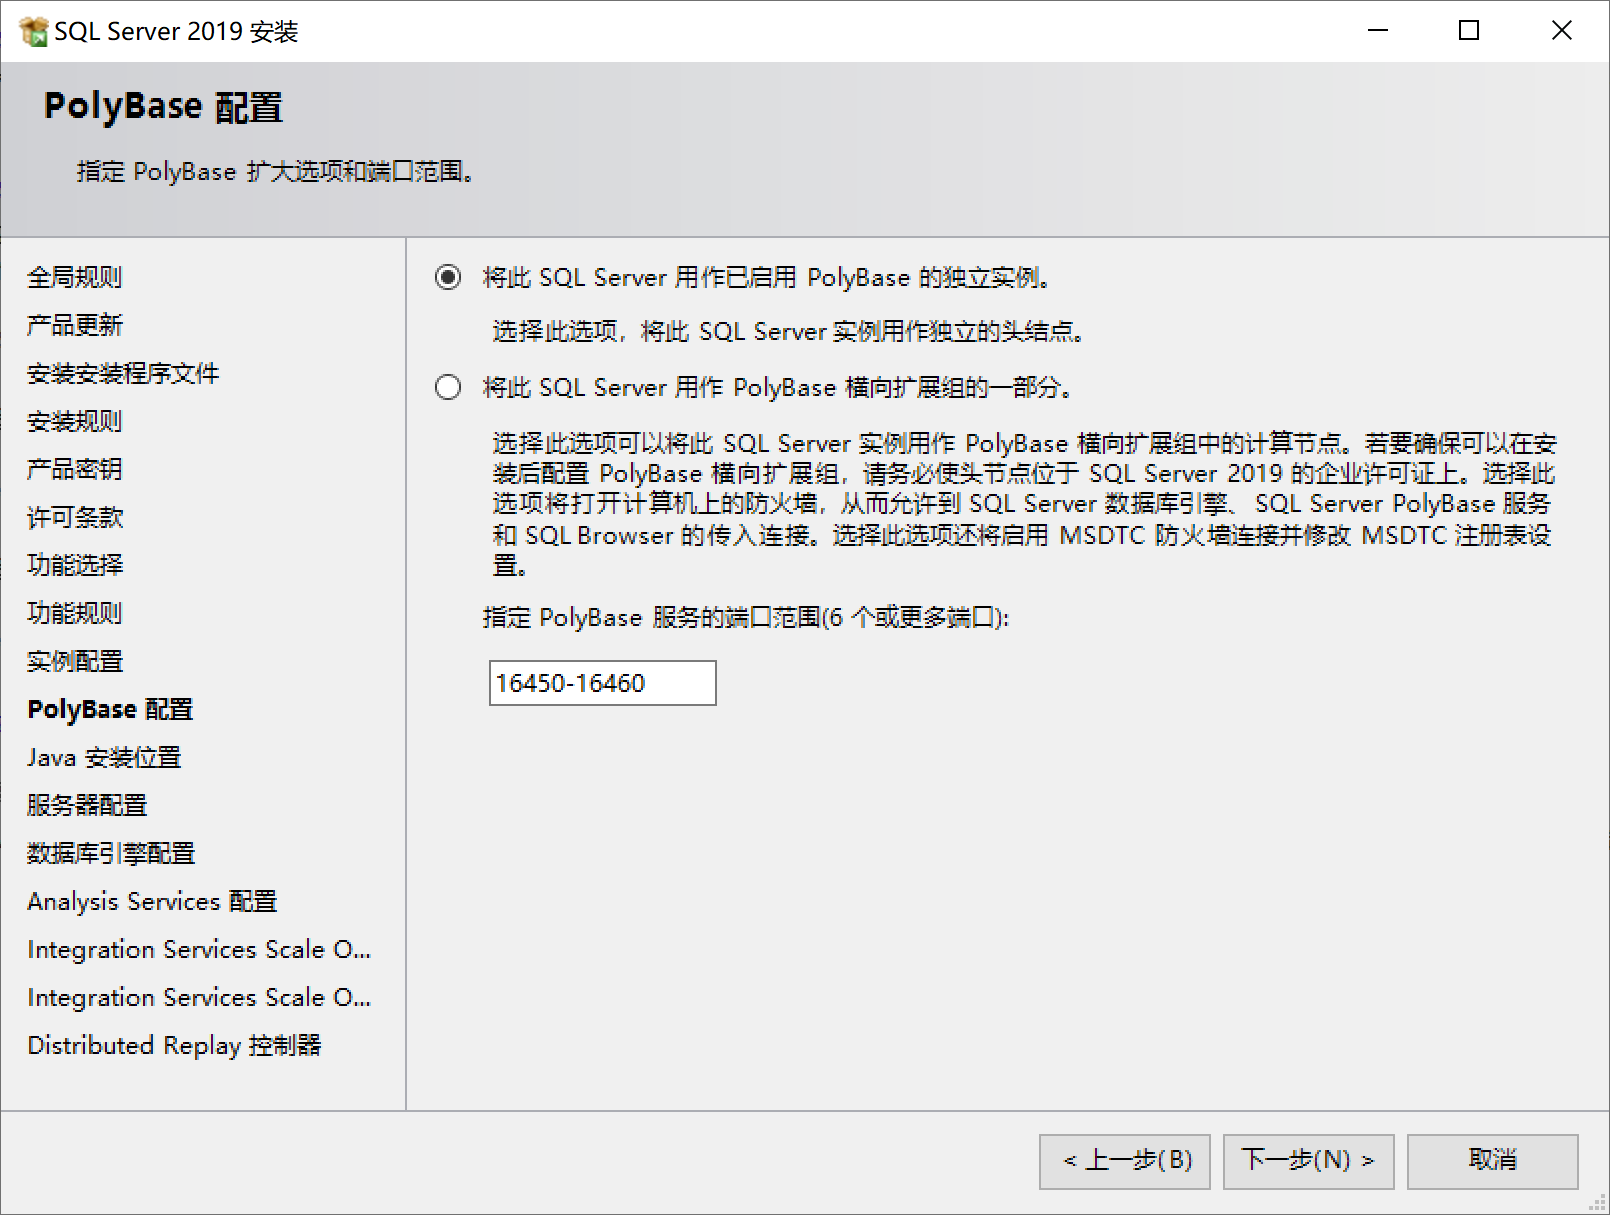 SQL Server 2019 安装
PolyBase 配置
指定 PolyBase 扩大选项和端口范围。
全局规则
产品更新
安装安装程序文件
安装规则
产品密钥
许可条款
功能选择
功能规则
实例配置
PolyBase 配置
Java 安装位置
服务器配置
数据库引擎配置
Analysis Services 配置
Integration Services Scale O...
Integration Services Scale O...
Distributed Replay 控制器
将此 SQL Server 用作已启用 PolyBase 的独立实例。
选择此选项，将此 SQL Server 实例用作独立的头结点。
将此 SQL Server 用作 PolyBase 横向扩展组的一部分。
选择此选项可以将此 SQL Server 实例用作 PolyBase 横向扩展组中的计算节点。若要确保可以在安
装后配置 PolyBase 横向扩展组，请务必使头节点位于 SQL Server 2019 的企业许可证上。选择此
选项将打开计算机上的防火墙，从而允许到 SQL Server 数据库引擎、SQL Server PolyBase 服务
和 SQL Browser 的传入连接。选择此选项还将启用 MSDTC 防火墙连接并修改 MSDTC 注册表设
置。
指定 PolyBase 服务的端口范围(6 个或更多端口):
16450-16460
< 上一步(B)
下一步(N) >
取消